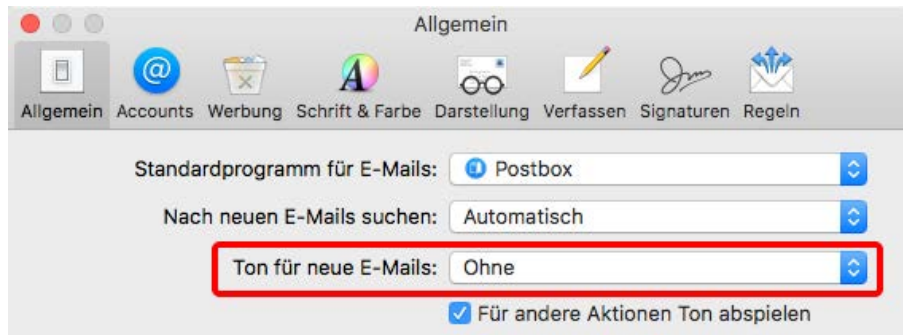 Allgemein
Allgemein Accounts Werbung Schrift & Farbe Darstellung Verfassen Signaturen Regeln
Standardprogramm für E-Mails: Postbox
Nach neuen E-Mails suchen: Automatisch
Ton für neue E-Mails: Ohne
Für andere Aktionen Ton abspielen